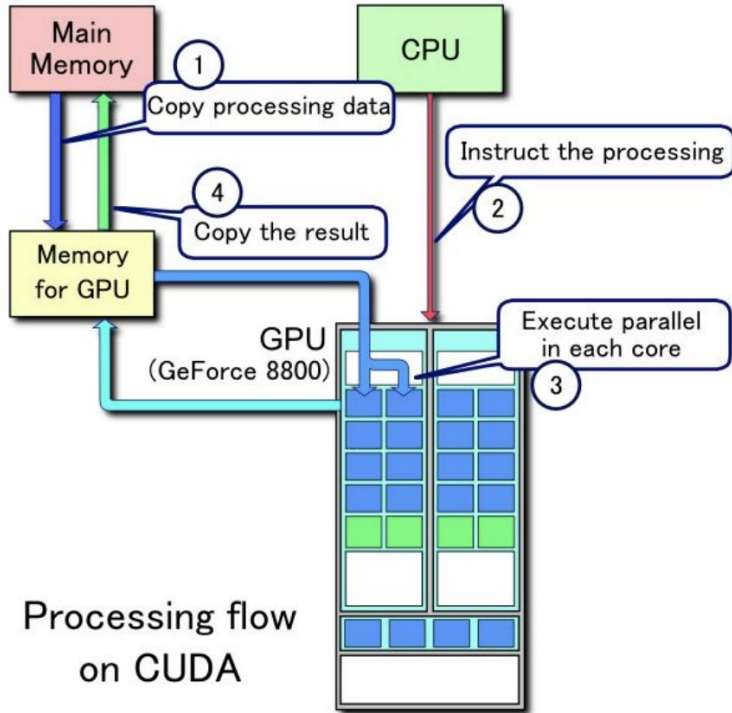 Main
Memory
CPU
1
Copy processing data
Instruct the processing
2
4
Copy the result
Memory
for GPU
GPU
(GeForce 8800)
Execute parallel
in each core
3
Processing flow
on CUDA